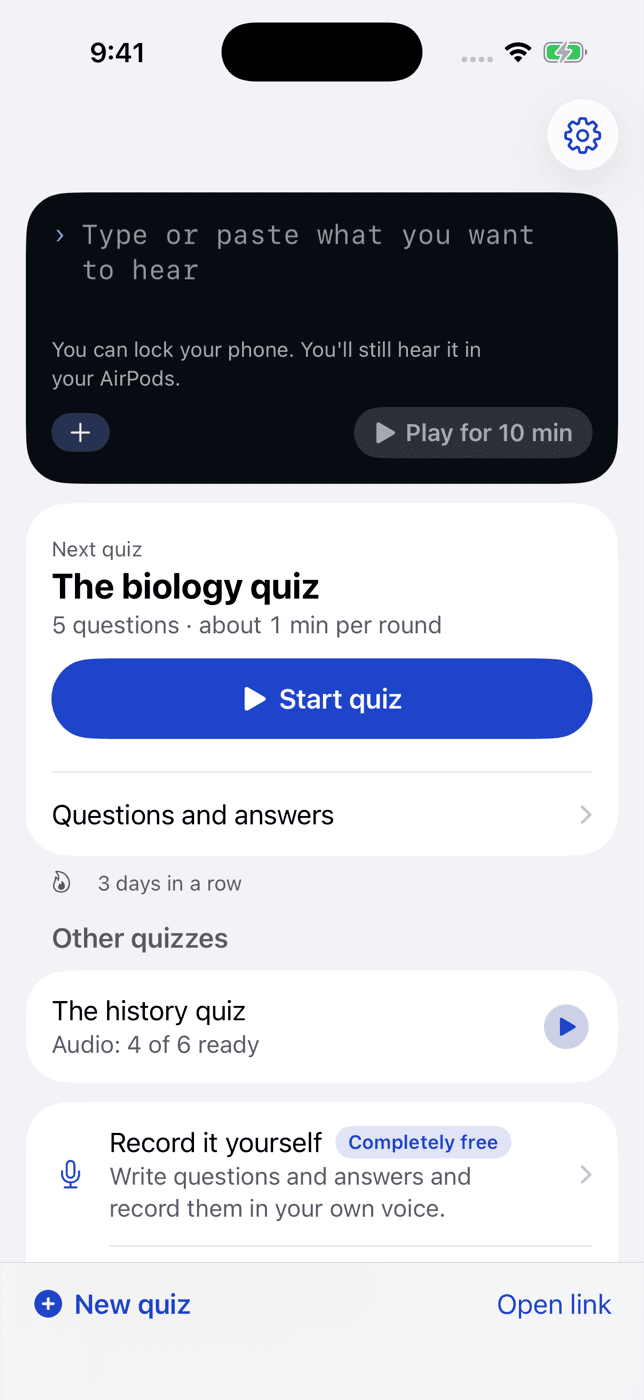 9:41
› Type or paste what you want
to hear
You can lock your phone. You'll still hear it in
your AirPods.
Play for 10 min
Next quiz
The biology quiz
5 questions · about 1 min per round
Start quiz
Questions and answers
3 days in a row
Other quizzes
The history quiz
Audio: 4 of 6 ready
Record it yourself Completely free
Write questions and answers and
record them in your own voice.
New quiz Open link